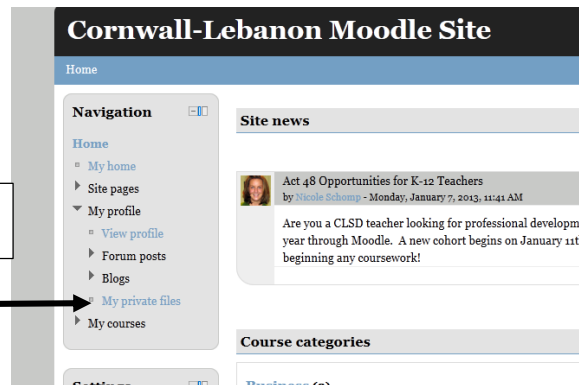 Cornwall-Lebanon Moodle Site
Home
Navigation
Home
My home
Site pages
My profile
View profile
Forum posts
Blogs
My private files
My courses
Settings
Site news
Act 48 Opportunities for K-12 Teachers
by Nicole Schomp - Monday, January 7, 2013, 11:41 AM
Are you a CLSD teacher looking for professional developm
year through Moodle. A new cohort begins on January 11t
beginning any coursework!
Course categories
Business